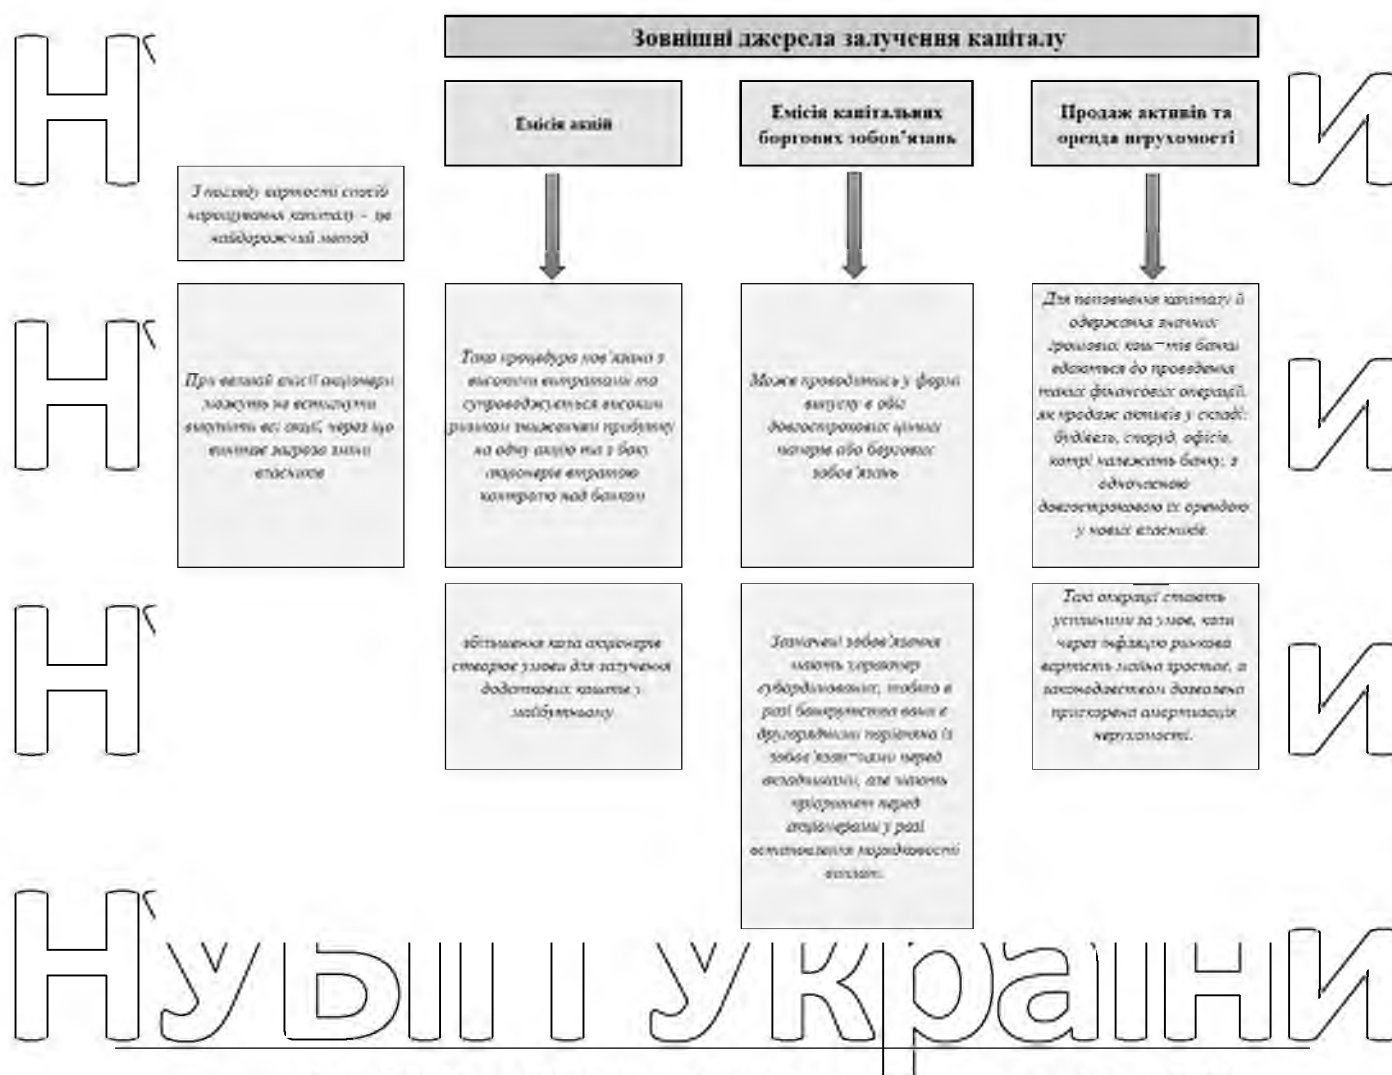 Зовнішні джерела залучення капіталу
Емісія акцій
Емісія капітальних
боргових зобов’язань
Продаж активів та
оренда нерухомості
З погляду вартості спосіб
нарощування капіталу – це
найдорожчий метод
При великій емісії акціонери
можуть не встигнути
викупити всі акції, через що
виникає загроза зміни
власників
Така процедура пов’язана з
високими витратами та
супроводжується високим
ризиком зниженням прибутку
на одну акцію та з боку
акціонерів втратою
контролю над банком
Може проводитись у формі
випуску в обіг
довгострокових цінних
паперів або боргових
зобов’язань
Для поповнення капіталу й
одержання значних
грошових кош–тів банки
вдаються до проведення
таких фінансових операцій,
як продаж активів у складі:
будівель, споруд, офісів,
котрі належать банку; з
одночасною
довгостроковою їх орендою
у нових власників.
збільшення кола акціонерів
створює умови для залучення
додаткових коштів у
майбутньому
Зазначені зобов’язання
мають характер
субординованих, тобто в
разі банкрутства вони є
другорядними порівняно із
зобов’язан–нями перед
вкладниками, але мають
пріоритет перед
акціонерами у разі
встановлення порядковості
виплат.
Такі операції стають
успішними за умов, коли
через інфляцію ринкова
вартість майна зростає, а
законодавством дозволена
прискорена амортизація
нерухомості.
НУБІП України